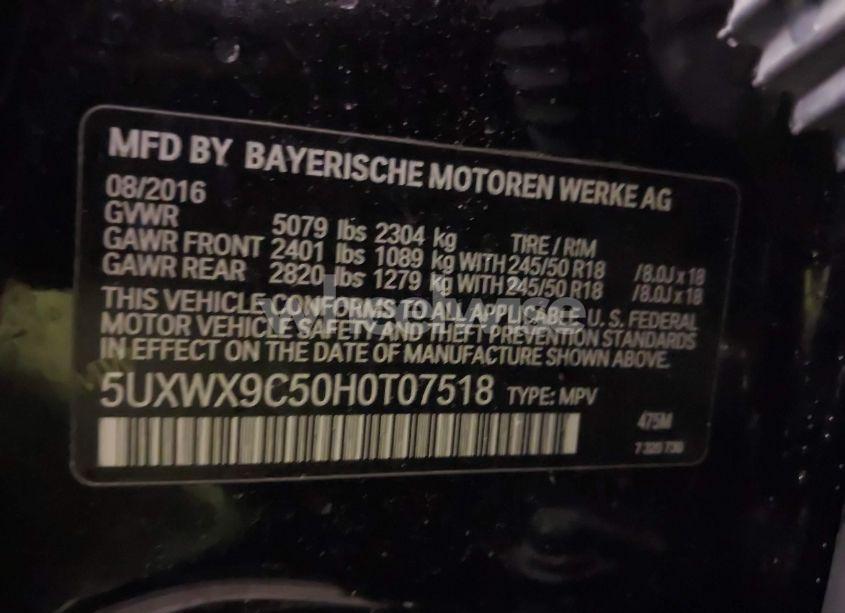 MFD BY BAYERISCHE MOTOREN WERKE AG
08/2016
GVWR 5079 lbs 2304 kg TIRE / RIM
GAWR FRONT 2401 lbs 1089 kg WITH 245/50 R18 /8.0J x 18
GAWR REAR 2820 lbs 1279 kg WITH 245/50 R18 /8.0J x 18
THIS VEHICLE CONFORMS TO ALL APPLICABLE U. S. FEDERAL
MOTOR VEHICLE SAFETY AND THEFT PREVENTION STANDARDS
IN EFFECT ON THE DATE OF MANUFACTURE SHOWN ABOVE.
5UXWX9C50H0T07518 TYPE: MPV
475M